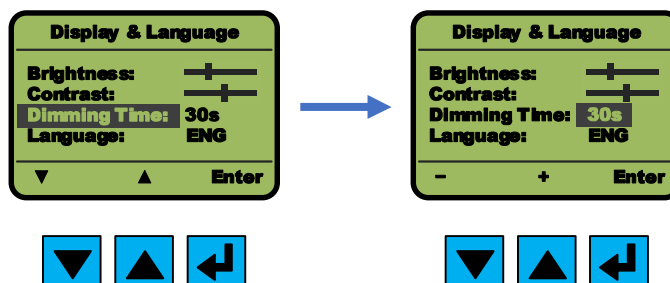 Display & Language
Brightness:
Contrast:
Dimming Time: 30s
Language: ENG
▼ ▲ Enter
Display & Language
Brightness:
Contrast:
Dimming Time: 30s
Language: ENG
- + Enter